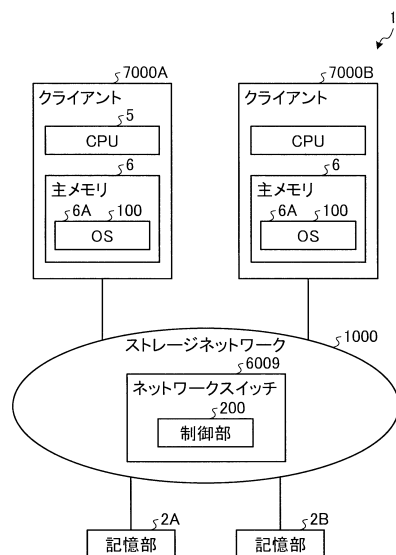 1
7000A 7000B
クライアント クライアント
5
CPU CPU
6 6
主メモリ 主メモリ
6A 100 6A 100
OS OS
ストレージネットワーク 1000
6009
ネットワークスイッチ
200
制御部
2A 2B
記憶部 記憶部